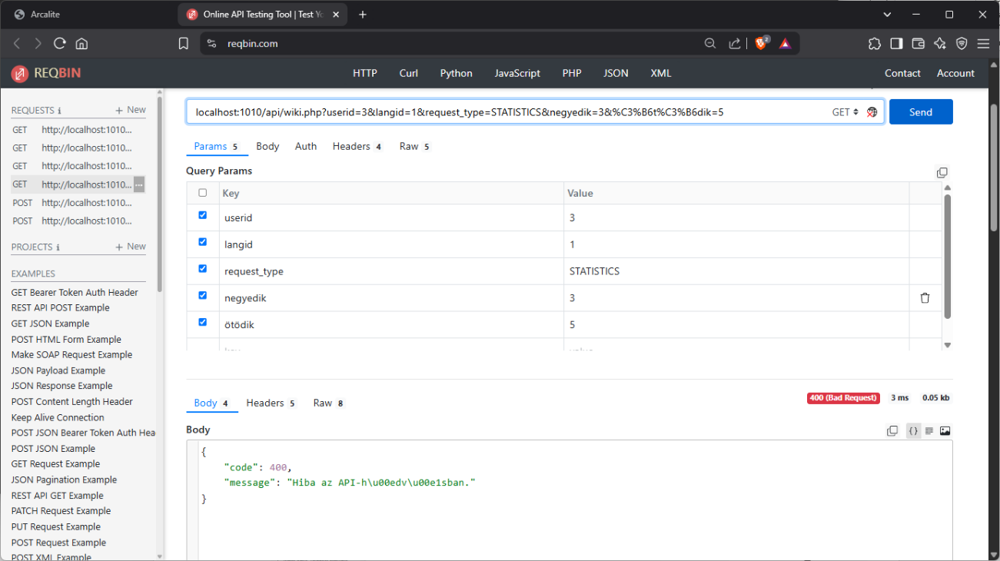 Arcalite
Online API Testing Tool | Test Yo
reqbin.com
2
REQBIN
HTTP Curl Python JavaScript PHP JSON XML
Contact Account
REQUESTS + New
GET http://localhost:1010...
GET http://localhost:1010...
GET http://localhost:1010...
GET http://localhost:1010... ...
POST http://localhost:1010...
POST http://localhost:1010...
PROJECTS + New
EXAMPLES
GET Bearer Token Auth Header
REST API POST Example
GET JSON Example
POST HTML Form Example
Make SOAP Request Example
JSON Payload Example
JSON Response Example
POST Content Length Header
Keep Alive Connection
POST JSON Bearer Token Auth Hea
POST JSON Example
GET Request Example
JSON Pagination Example
REST API GET Example
PATCH Request Example
PUT Request Example
POST Request Example
POST XML Example
localhost:1010/api/wiki.php?userid=3&langid=1&request_type=STATISTICS&negyedik=3&%C3%B6t%C3%B6dik=5
GET
Send
Params 5 Body Auth Headers 4 Raw 5
Query Params
Key Value
userid 3
langid 1
request_type STATISTICS
negyedik 3
ötödik 5
key value
Body 4 Headers 5 Raw 8
400 (Bad Request) 3 ms 0.05 kb
Body
{}
{
"code": 400,
"message": "Hiba az API-h\u00edv\u00e1sban."
}